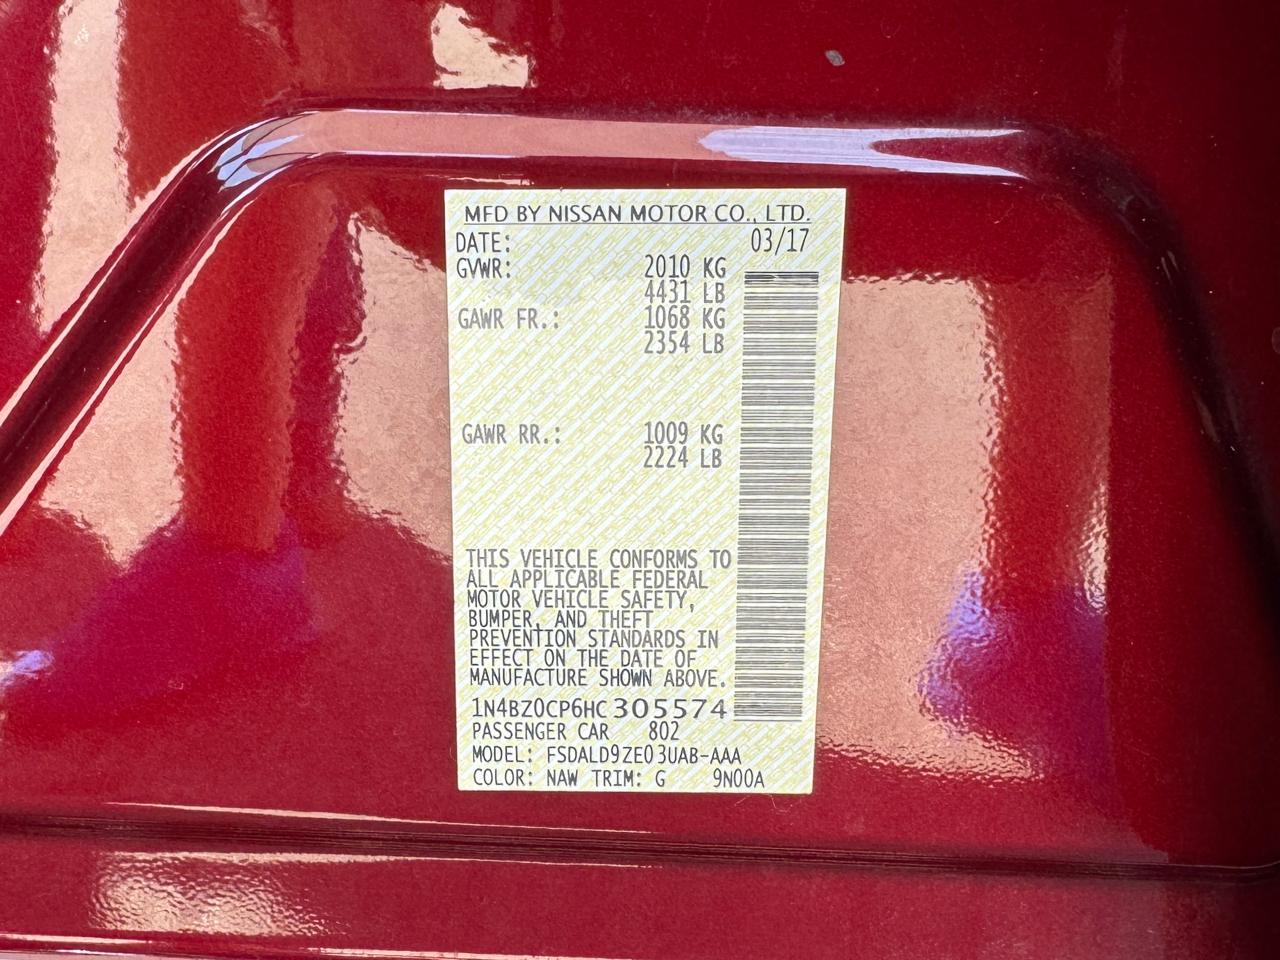 MFD BY NISSAN MOTOR CO., LTD.
DATE: 03/17
GVWR: 2010 KG
4431 LB
GAWR FR.: 1068 KG
2354 LB
GAWR RR.: 1009 KG
2224 LB
THIS VEHICLE CONFORMS TO
ALL APPLICABLE FEDERAL
MOTOR VEHICLE SAFETY,
BUMPER, AND THEFT
PREVENTION STANDARDS IN
EFFECT ON THE DATE OF
MANUFACTURE SHOWN ABOVE.
1N4BZ0CP6HC305574
PASSENGER CAR 802
MODEL: FSDALD9ZE03UAB-AAA
COLOR: NAW TRIM: G 9N00A